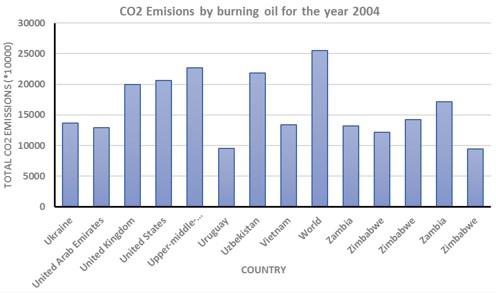 CO2 Emisions by burning oil for the year 2004
TOTAL CO2 EMISSIONS (*10000)
30000
25000
20000
15000
10000
5000
0
Ukraine
United Arab Emirates
United Kingdom
United States
Upper-middle-...
Uruguay
Uzbekistan
Vietnam
World
Zambia
Zimbabwe
Zimbabwe
Zambia
Zimbabwe
COUNTRY